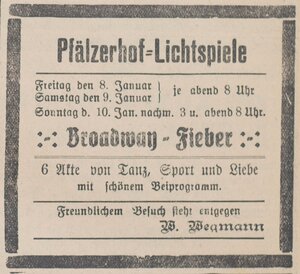 Pfälzerhof=Lichtspiele
Freitag den 8. Januar } je abend 8 Uhr
Samstag den 9. Januar
Sonntag d. 10. Jan. nachm. 3 u. abend 8 Uhr.
:-: Broadway - Fieber :-:
6 Akte von Tanz, Sport und Liebe
mit schönem Beiprogramm.
Freundlichem Besuch sieht entgegen
W. Wegmann